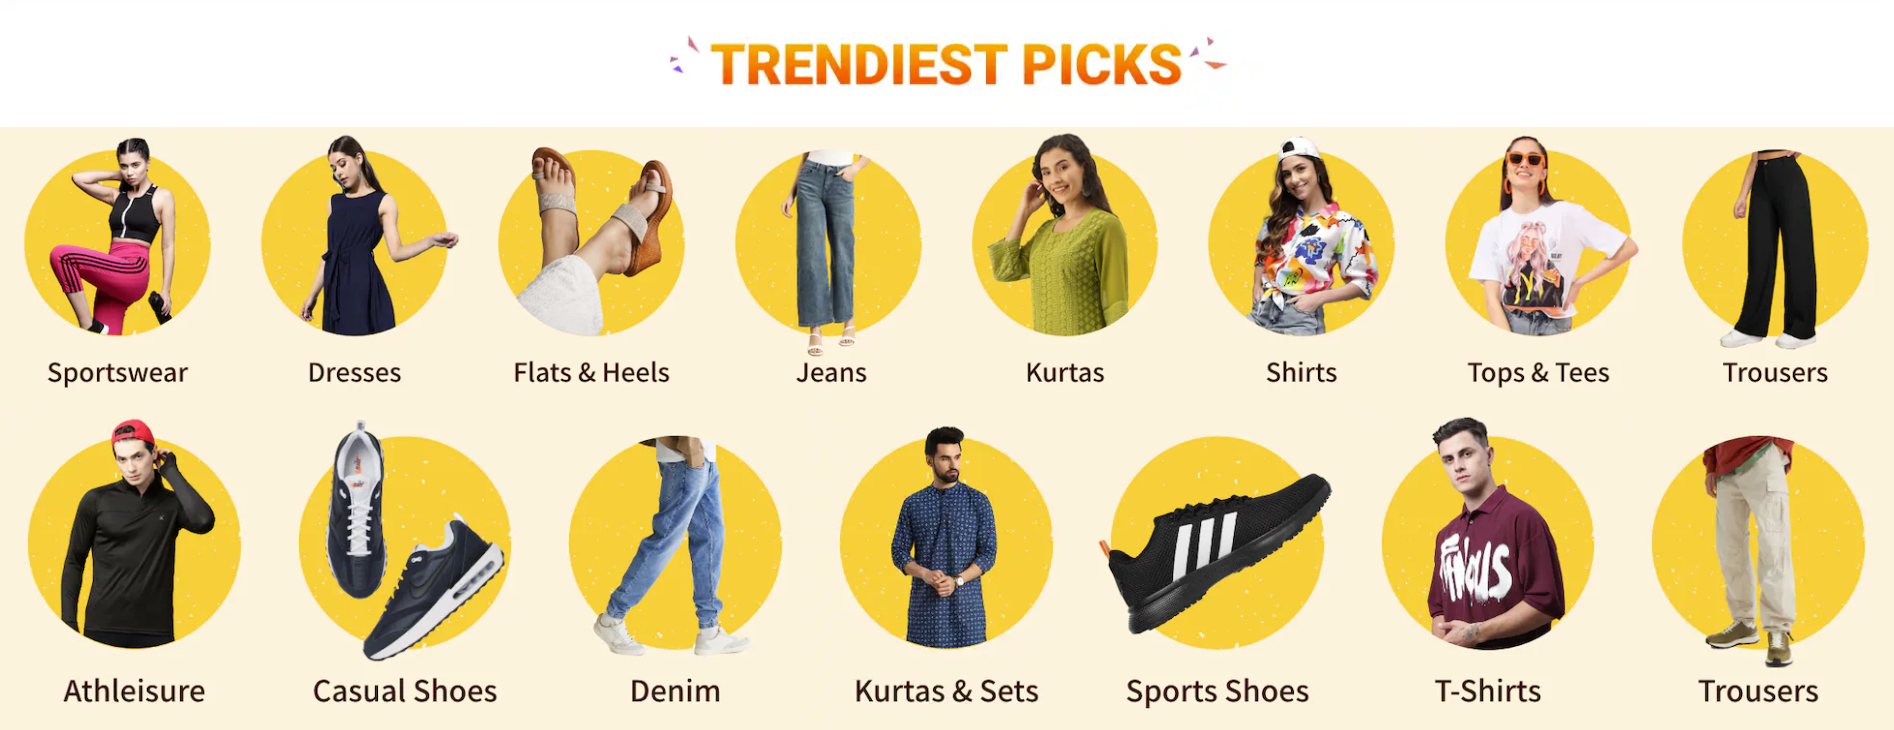 TRENDIEST PICKS
Sportswear
Dresses
Flats & Heels
Jeans
Kurtas
Shirts
Tops & Tees
Trousers
Athleisure
Casual Shoes
Denim
Kurtas & Sets
Sports Shoes
T-Shirts
Trousers